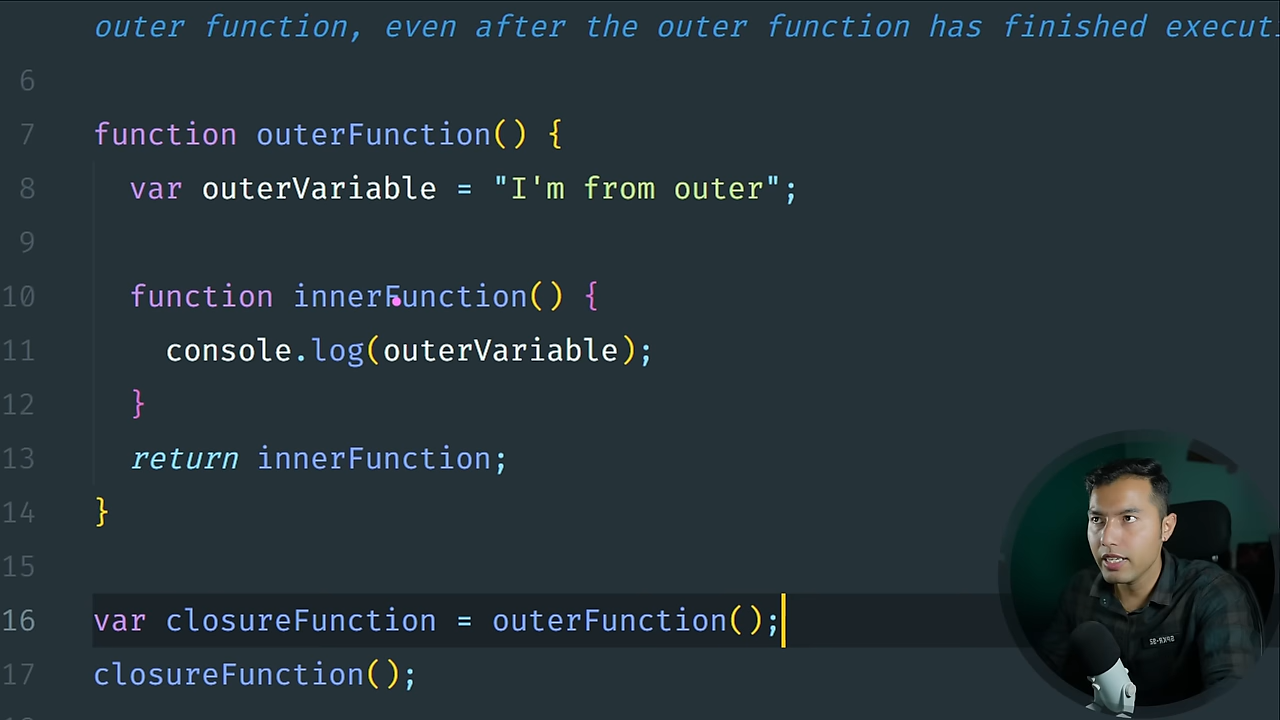 outer function, even after the outer function has finished
6
7 function outerFunction() {
8 var outerVariable = "I'm from outer";
9
10 function innerFunction() {
11 console.log(outerVariable);
12 }
13 return innerFunction;
14 }
15
16 var closureFunction = outerFunction();
17 closureFunction();